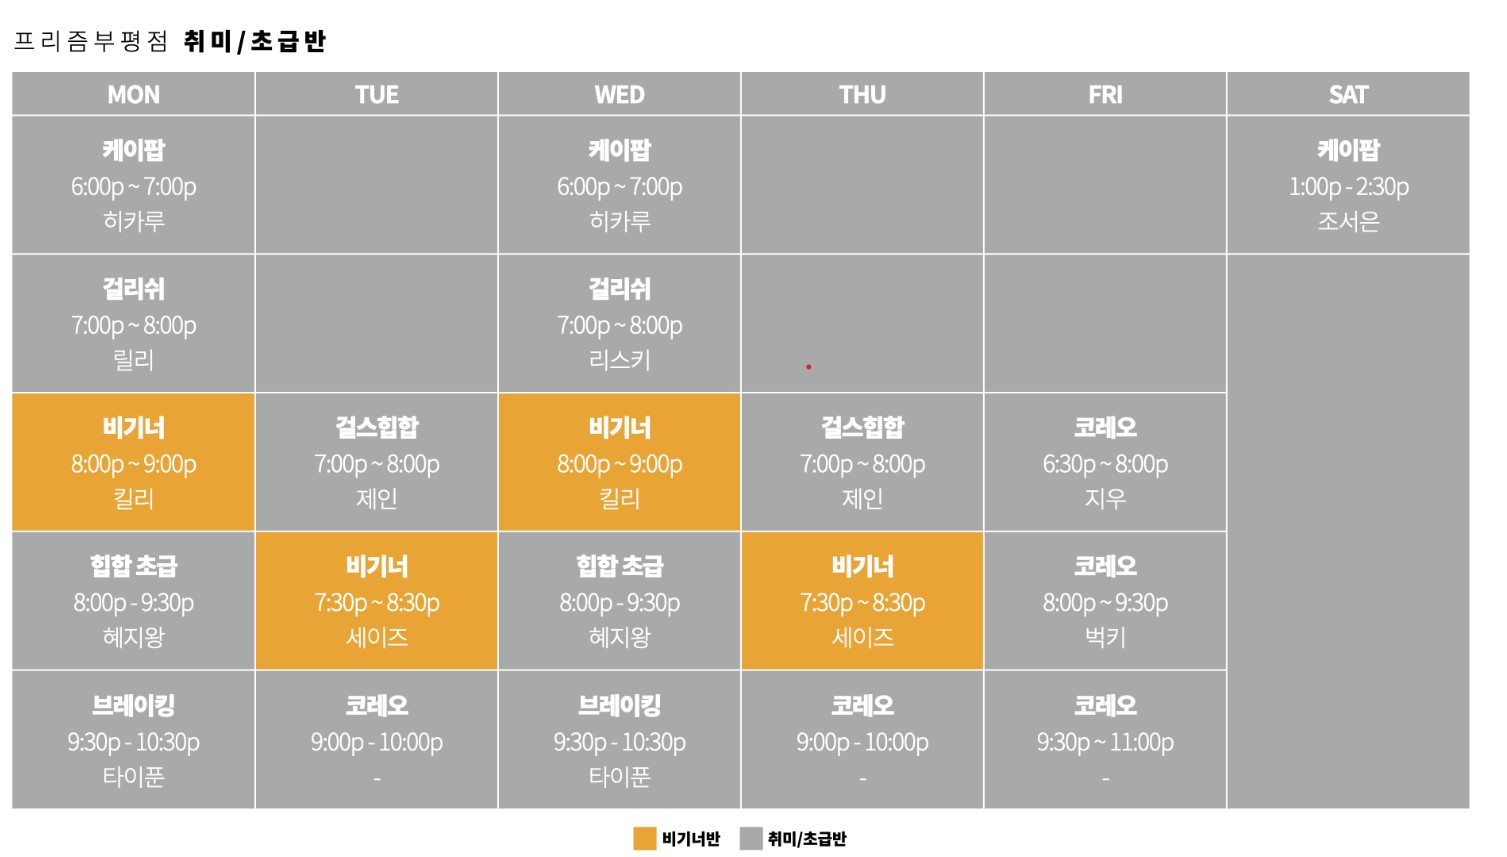 프리즘부평점 취미/초급반
MON TUE WED THU FRI SAT
케이팝 케이팝 케이팝
6:00p ~ 7:00p 6:00p ~ 7:00p 1:00p - 2:30p
히카루 히카루 조서은
걸리쉬 걸리쉬
7:00p ~ 8:00p 7:00p ~ 8:00p
릴리 리스키
비기너 걸스힙합 비기너 걸스힙합 코레오
8:00p ~ 9:00p 7:00p ~ 8:00p 8:00p ~ 9:00p 7:00p ~ 8:00p 6:30p ~ 8:00p
킬리 제인 킬리 제인 지우
힙합 초급 비기너 힙합 초급 비기너 코레오
8:00p - 9:30p 7:30p ~ 8:30p 8:00p - 9:30p 7:30p ~ 8:30p 8:00p ~ 9:30p
혜지왕 세이즈 혜지왕 세이즈 벅키
브레이킹 코레오 브레이킹 코레오 코레오
9:30p - 10:30p 9:00p - 10:00p 9:30p - 10:30p 9:00p - 10:00p 9:30p ~ 11:00p
타이푼 - 타이푼 - -
비기너반 취미/초급반